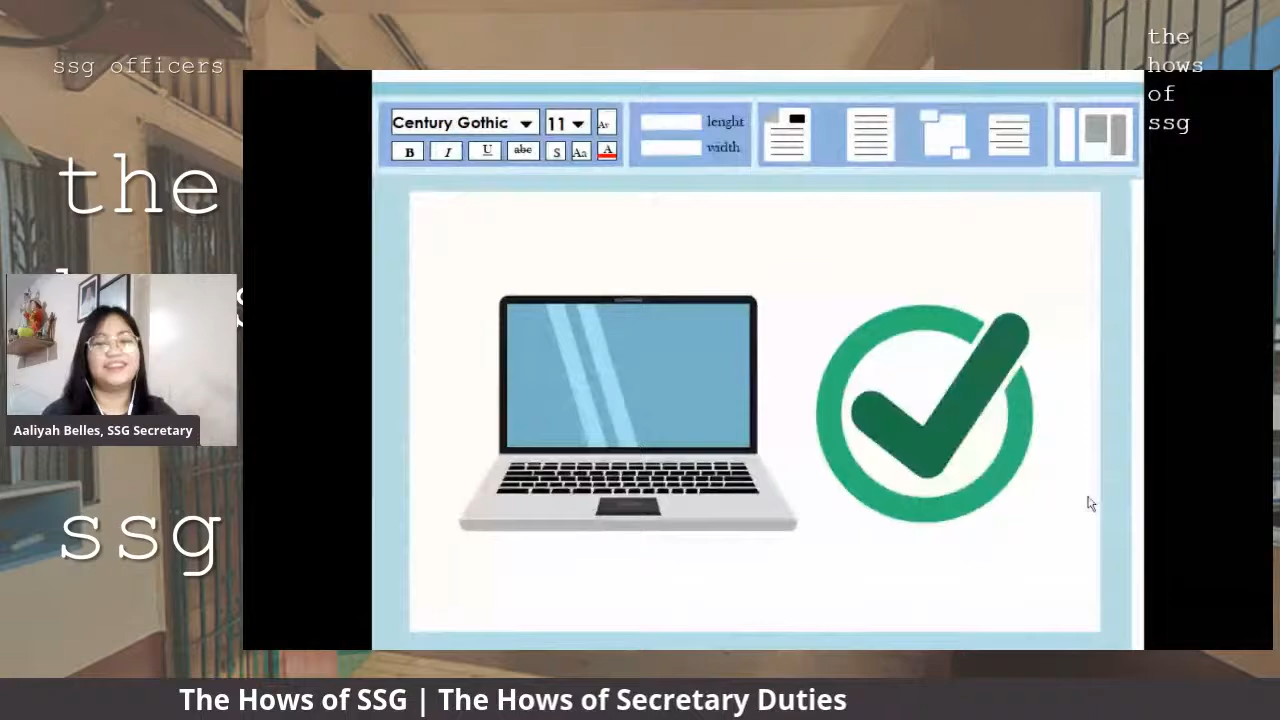 ssg officers
the
hows
of
ssg
the
s
ssg
Century Gothic
11
Av
B
I
U
abc
S
Aa
A
lenght
width
Aaliyah Belles, SSG Secretary
The Hows of SSG | The Hows of Secretary Duties